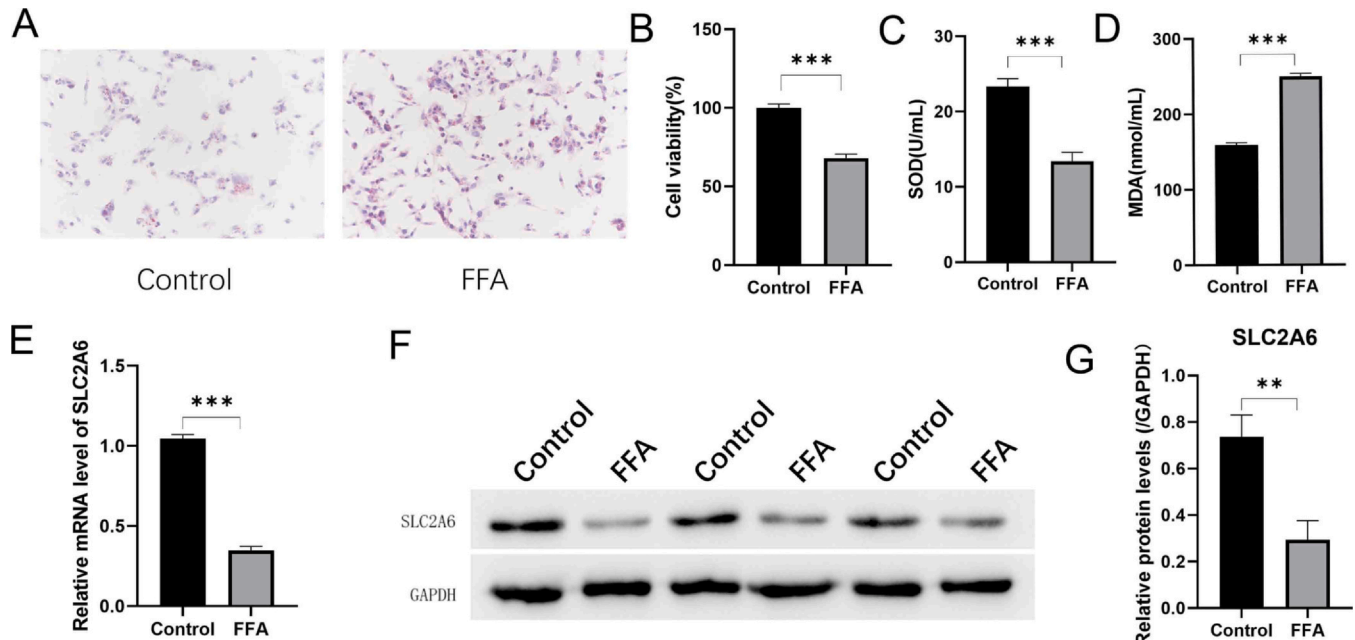 A
Control
FFA
B
Cell viability(%)
150
100
50
0
***
Control FFA
C
SOD(U/mL)
30
20
10
0
***
Control FFA
D
MDA(nmol/mL)
300
200
100
0
***
Control FFA
E
Relative mRNA level of SLC2A6
1.5
1.0
0.5
0.0
***
Control FFA
F
Control FFA Control FFA Control FFA
SLC2A6
GAPDH
G
SLC2A6
Relative protein levels (/GAPDH)
1.0
0.8
0.6
0.4
0.2
0.0
**
Control FFA